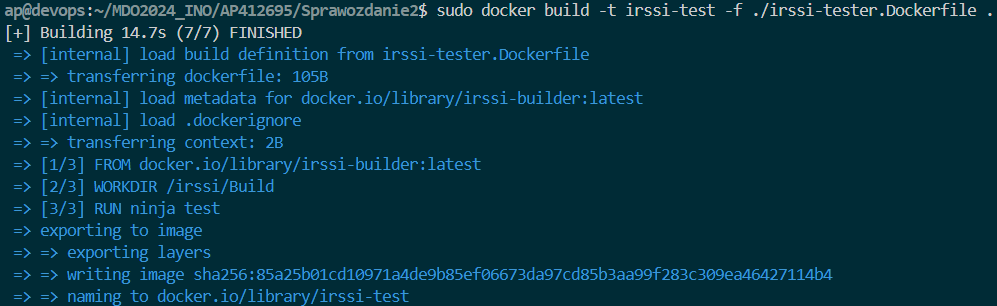 ap@devops:~/MDO2024_INO/AP412695/Sprawozdanie2$ sudo docker build -t irssi-test -f ./irssi-tester.Dockerfile .
[+] Building 14.7s (7/7) FINISHED
=> [internal] load build definition from irssi-tester.Dockerfile
=> => transferring dockerfile: 105B
=> [internal] load metadata for docker.io/library/irssi-builder:latest
=> [internal] load .dockerignore
=> => transferring context: 2B
=> [1/3] FROM docker.io/library/irssi-builder:latest
=> [2/3] WORKDIR /irssi/Build
=> [3/3] RUN ninja test
=> exporting to image
=> => exporting layers
=> => writing image sha256:85a25b01cd10971a4de9b85ef06673da97cd85b3aa99f283c309ea46427114b4
=> => naming to docker.io/library/irssi-test